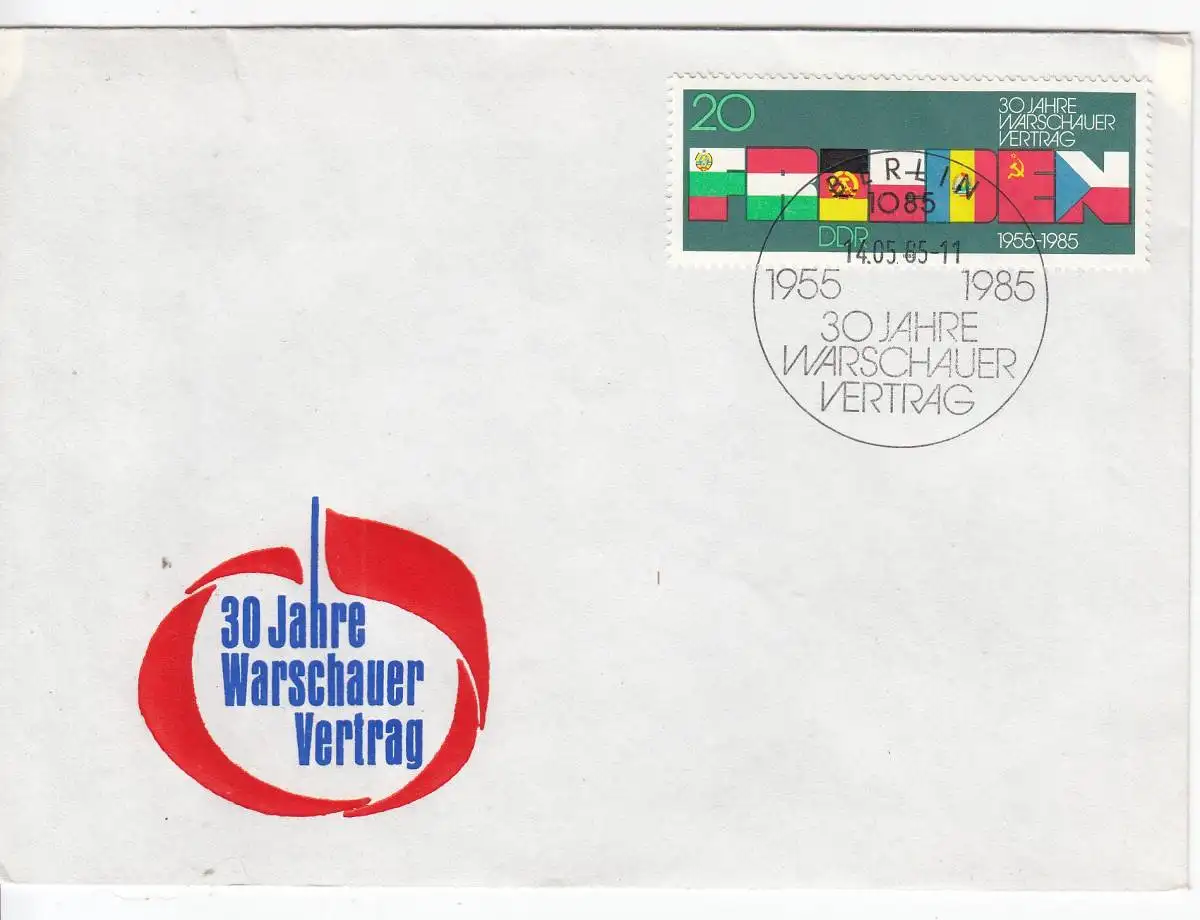 20
30 JAHRE
WARSCHAUER
VERTRAG
FRIEDEN
DDR
1955-1985
BERLIN
1085
14.05.85-11
1955 1985
30 JAHRE
WARSCHAUER
VERTRAG
30 Jahre
Warschauer
Vertrag